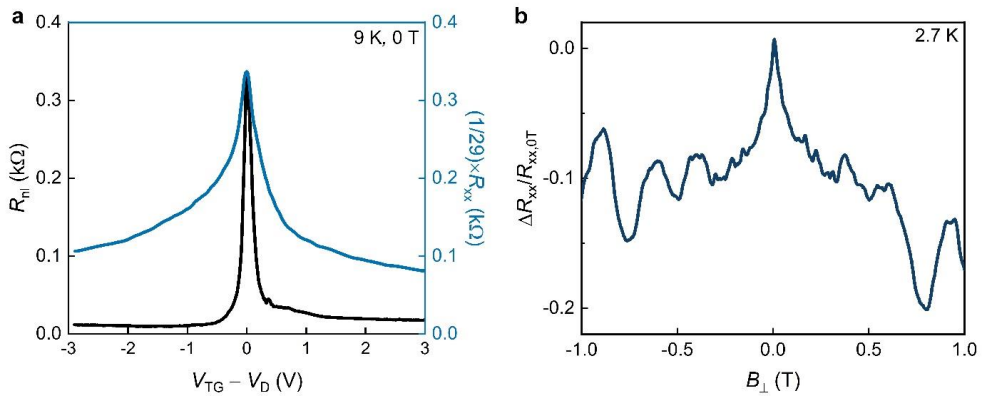 a
9 K, 0 T
R_nl (kΩ)
0.4
0.3
0.2
0.1
0.0
-3 -2 -1 0 1 2 3
V_TG − V_D (V)
0.4
0.3
0.2
0.1
0.0
(1/29)×R_xx (kΩ)
b
2.7 K
ΔR_xx/R_xx,0T
0.0
-0.1
-0.2
-1.0 -0.5 0.0 0.5 1.0
B_⊥ (T)